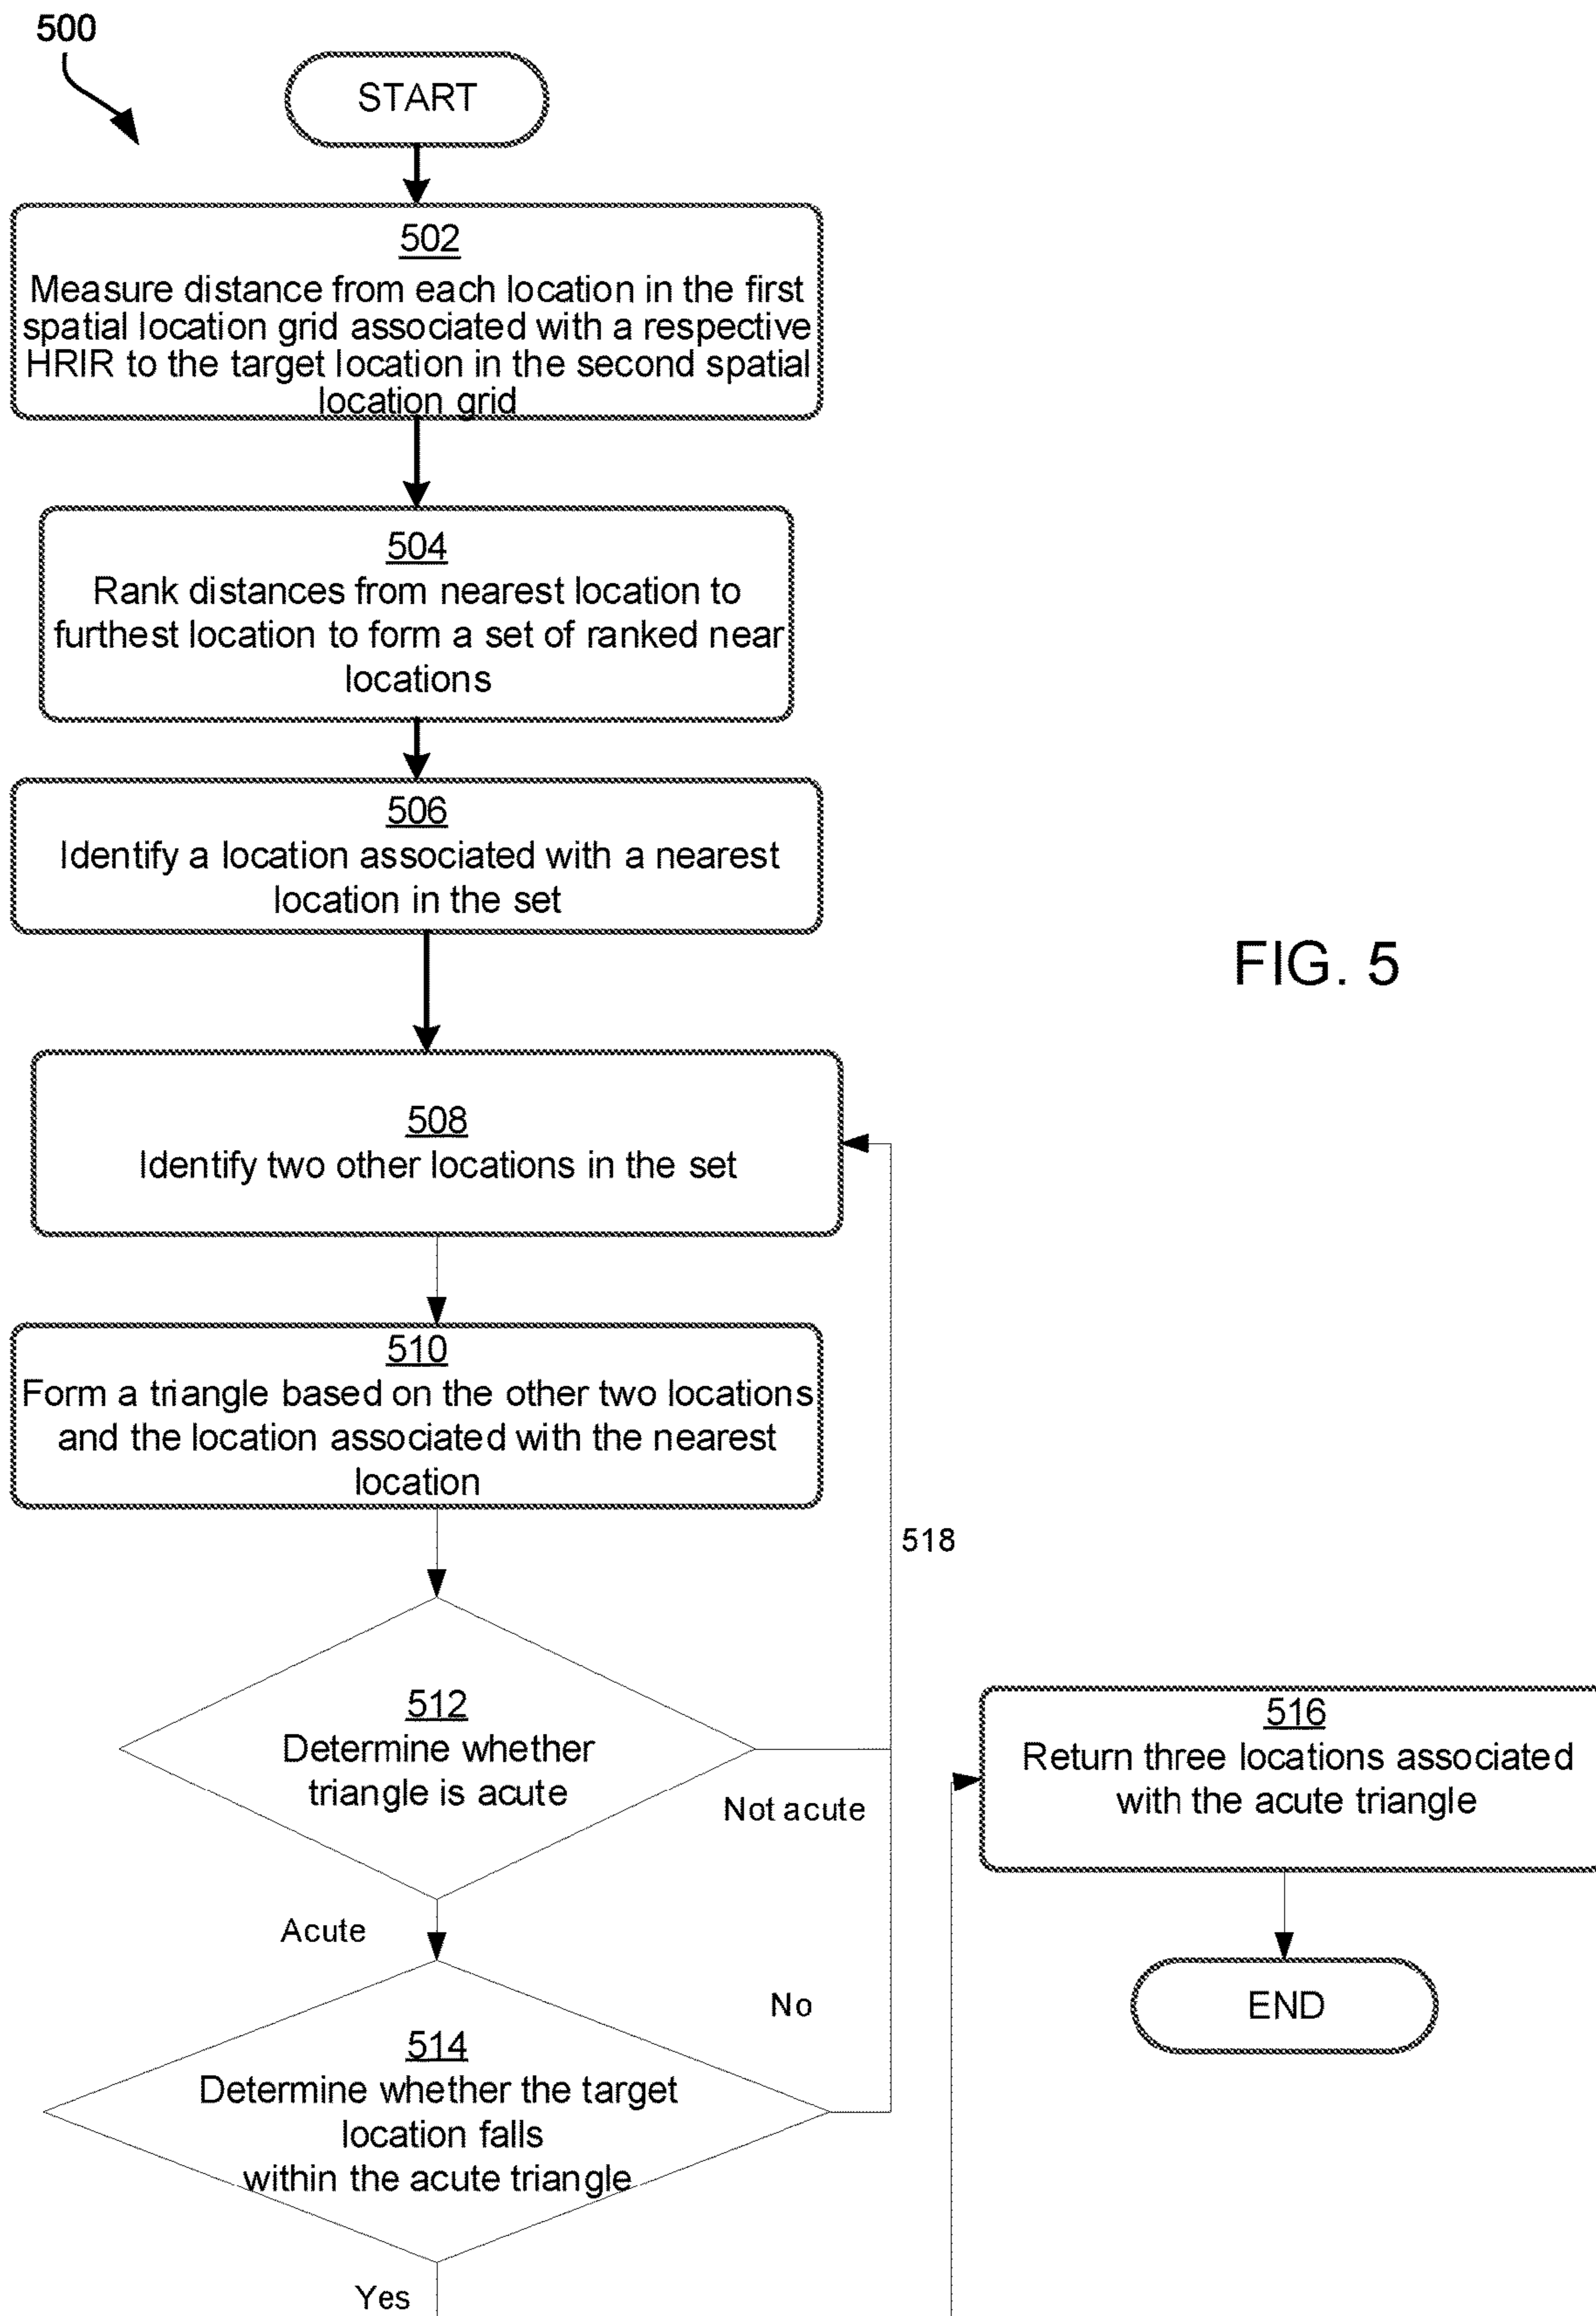 500
START
502
Measure distance from each location in the first
spatial location grid associated with a respective
HRIR to the target location in the second spatial
location grid
504
Rank distances from nearest location to
furthest location to form a set of ranked near
locations
506
Identify a location associated with a nearest
location in the set
FIG. 5
508
Identify two other locations in the set
510
Form a triangle based on the other two locations
and the location associated with the nearest
location
518
512
Determine whether
triangle is acute
Not acute
Acute
516
Return three locations associated
with the acute triangle
END
No
514
Determine whether the target
location falls
within the acute triangle
Yes